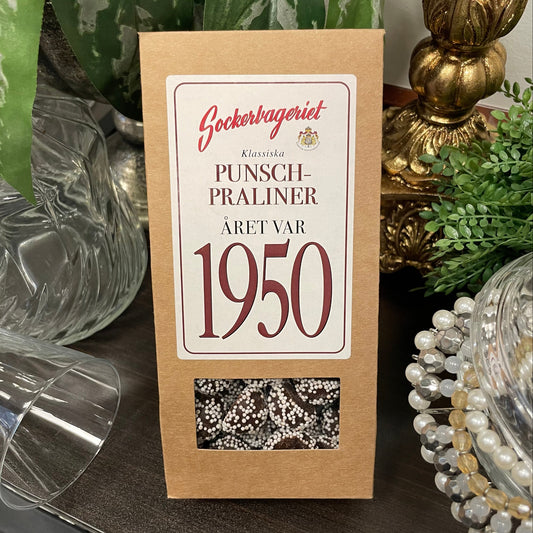 Sockerbageriet
Klassiska
PUNSCH-
PRALINER
ÅRET VAR
1950